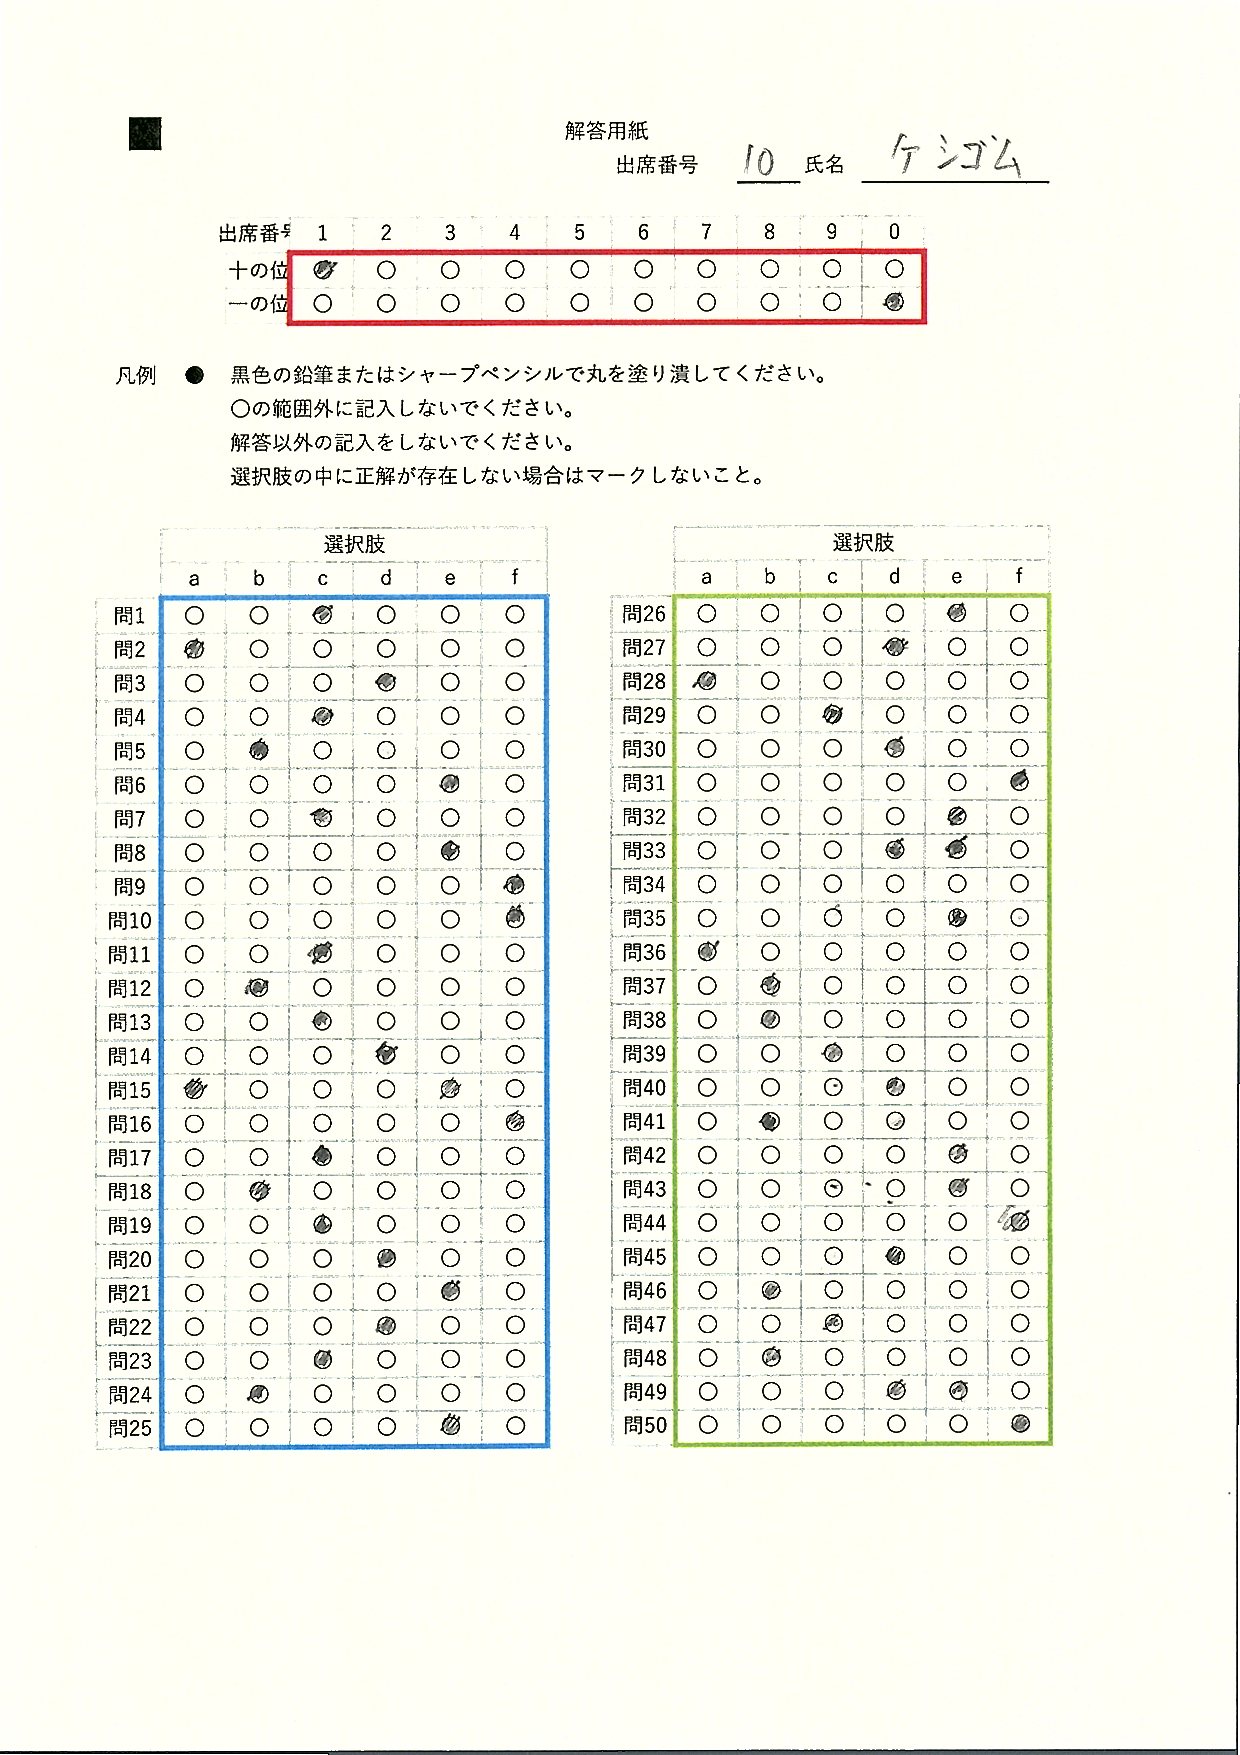 解答用紙
出席番号 10 氏名 ケシゴム
出席番号 1 2 3 4 5 6 7 8 9 0
十の位 ● ○ ○ ○ ○ ○ ○ ○ ○ ○
一の位 ○ ○ ○ ○ ○ ○ ○ ○ ○ ●
凡例 ● 黒色の鉛筆またはシャープペンシルで丸を塗り潰してください。
○の範囲外に記入しないでください。
解答以外の記入をしないでください。
選択肢の中に正解が存在しない場合はマークしないこと。
選択肢
a b c d e f
問1 ○ ○ ● ○ ○ ○
問2 ● ○ ○ ○ ○ ○
問3 ○ ○ ○ ● ○ ○
問4 ○ ○ ● ○ ○ ○
問5 ○ ● ○ ○ ○ ○
問6 ○ ○ ○ ○ ● ○
問7 ○ ○ ● ○ ○ ○
問8 ○ ○ ○ ○ ● ○
問9 ○ ○ ○ ○ ○ ●
問10 ○ ○ ○ ○ ○ ●
問11 ○ ○ ● ○ ○ ○
問12 ○ ● ○ ○ ○ ○
問13 ○ ○ ● ○ ○ ○
問14 ○ ○ ○ ● ○ ○
問15 ● ○ ○ ○ ● ○
問16 ○ ○ ○ ○ ○ ●
問17 ○ ○ ● ○ ○ ○
問18 ○ ● ○ ○ ○ ○
問19 ○ ○ ● ○ ○ ○
問20 ○ ○ ○ ● ○ ○
問21 ○ ○ ○ ○ ● ○
問22 ○ ○ ○ ● ○ ○
問23 ○ ○ ● ○ ○ ○
問24 ○ ● ○ ○ ○ ○
問25 ○ ○ ○ ○ ● ○
選択肢
a b c d e f
問26 ○ ○ ○ ○ ● ○
問27 ○ ○ ○ ● ○ ○
問28 ● ○ ○ ○ ○ ○
問29 ○ ○ ● ○ ○ ○
問30 ○ ○ ○ ● ○ ○
問31 ○ ○ ○ ○ ○ ●
問32 ○ ○ ○ ○ ● ○
問33 ○ ○ ○ ● ● ○
問34 ○ ○ ○ ○ ○ ○
問35 ○ ○ ○ ○ ● ○
問36 ● ○ ○ ○ ○ ○
問37 ○ ● ○ ○ ○ ○
問38 ○ ● ○ ○ ○ ○
問39 ○ ○ ● ○ ○ ○
問40 ○ ○ ○ ● ○ ○
問41 ○ ● ○ ○ ○ ○
問42 ○ ○ ○ ○ ● ○
問43 ○ ○ ○ ○ ● ○
問44 ○ ○ ○ ○ ○ ●
問45 ○ ○ ○ ● ○ ○
問46 ○ ● ○ ○ ○ ○
問47 ○ ○ ● ○ ○ ○
問48 ○ ● ○ ○ ○ ○
問49 ○ ○ ○ ● ● ○
問50 ○ ○ ○ ○ ○ ●